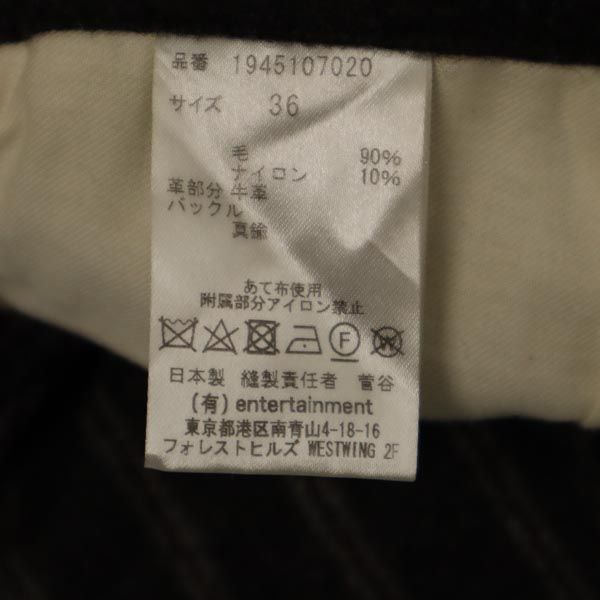 品番 1945107020
サイズ 36
毛 90%
ナイロン 10%
革部分 牛革
バックル
真鍮
あて布使用
附属部分アイロン禁止
F W
日本製 縫製責任者 菅谷
(有) entertainment
東京都港区南青山4-18-16
フォレストヒルズ WESTWING 2F